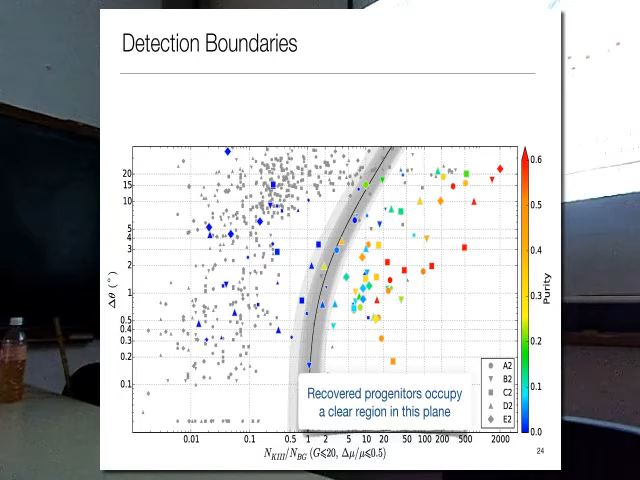 Detection Boundaries
20
15
10
5
4
3
2
1
0.5
0.4
0.3
0.2
0.1
Δθ (°)
0.01 0.1 0.5 1 2 5 10 20 50 100 200 500 2000
N_KIII/N_BG (G⩽20, Δμ/μ⩽0.5)
0.6
0.5
0.4
0.3
0.2
0.1
0.0
Purity
A2
B2
C2
D2
E2
Recovered progenitors occupy
a clear region in this plane
24